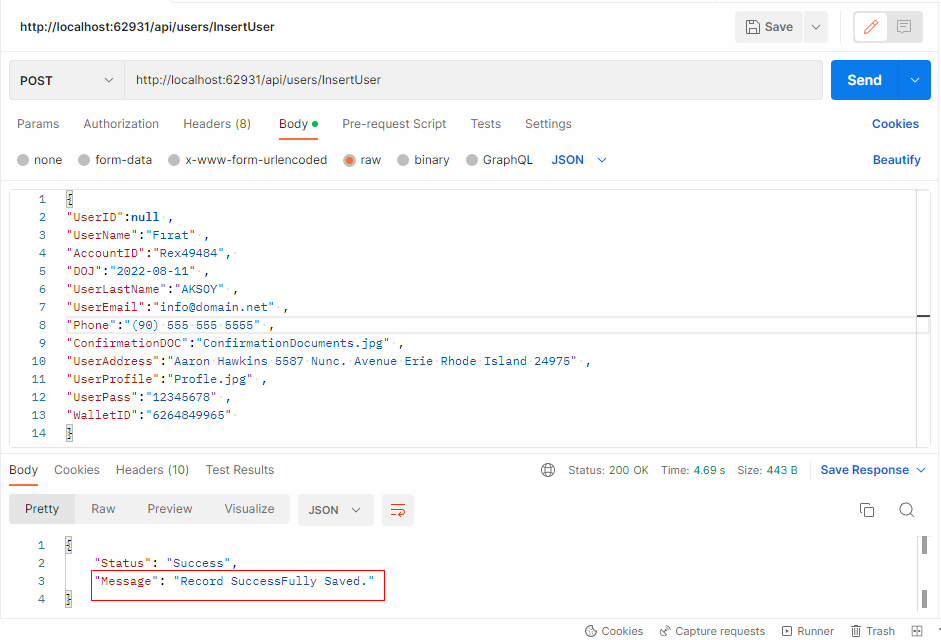 http://localhost:62931/api/users/InsertUser
Save
POST
http://localhost:62931/api/users/InsertUser
Send
Params Authorization Headers (8) Body Pre-request Script Tests Settings Cookies
none form-data x-www-form-urlencoded raw binary GraphQL JSON Beautify
1 {
2 "UserID":null ,
3 "UserName":"Fırat" ,
4 "AccountID":"Rex49484",
5 "DOJ":"2022-08-11" ,
6 "UserLastName":"AKSOY" ,
7 "UserEmail":"info@domain.net" ,
8 "Phone":"(90) 555 555 5555" ,
9 "ConfirmationDOC":"ConfirmationDocuments.jpg" ,
10 "UserAddress":"Aaron Hawkins 5587 Nunc. Avenue Erie Rhode Island 24975" ,
11 "UserProfile":"Profle.jpg" ,
12 "UserPass":"12345678" ,
13 "WalletID":"6264849965"
14 }
Body Cookies Headers (10) Test Results Status: 200 OK Time: 4.69 s Size: 443 B Save Response
Pretty Raw Preview Visualize JSON
1 {
2 "Status": "Success",
3 "Message": "Record SuccessFully Saved."
4 }
Cookies Capture requests Runner Trash